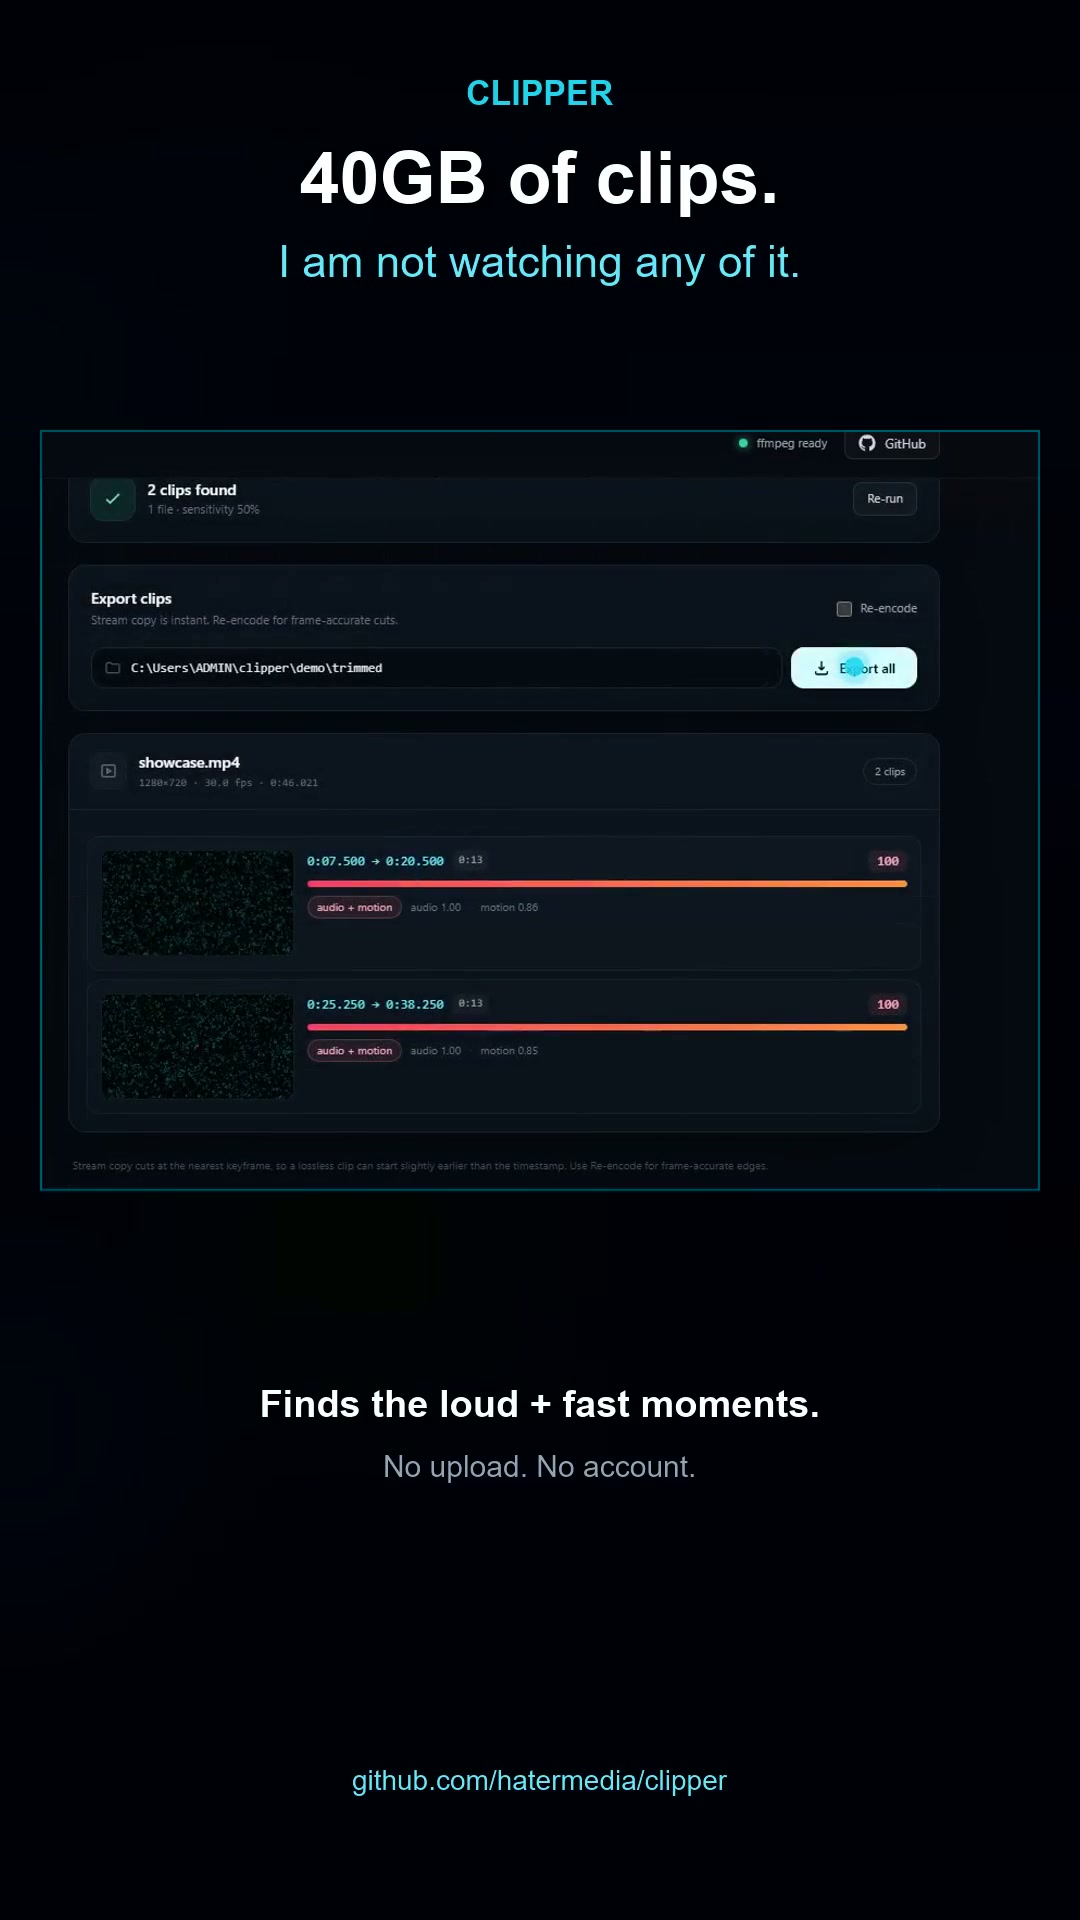 CLIPPER
40GB of clips.
I am not watching any of it.
ffmpeg ready
GitHub
2 clips found
1 file · sensitivity 50%
Re-run
Export clips
Stream copy is instant. Re-encode for frame-accurate cuts.
Re-encode
C:\Users\ADMIN\clipper\demo\trimmed
Export all
showcase.mp4
1280×720 · 30.0 fps · 0:46.021
2 clips
0:07.500 → 0:20.500 0:13
100
audio + motion audio 1.00 · motion 0.86
0:25.250 → 0:38.250 0:13
100
audio + motion audio 1.00 · motion 0.85
Stream copy cuts at the nearest keyframe, so a lossless clip can start slightly earlier than the timestamp. Use Re-encode for frame-accurate edges.
Finds the loud + fast moments.
No upload. No account.
github.com/hatermedia/clipper